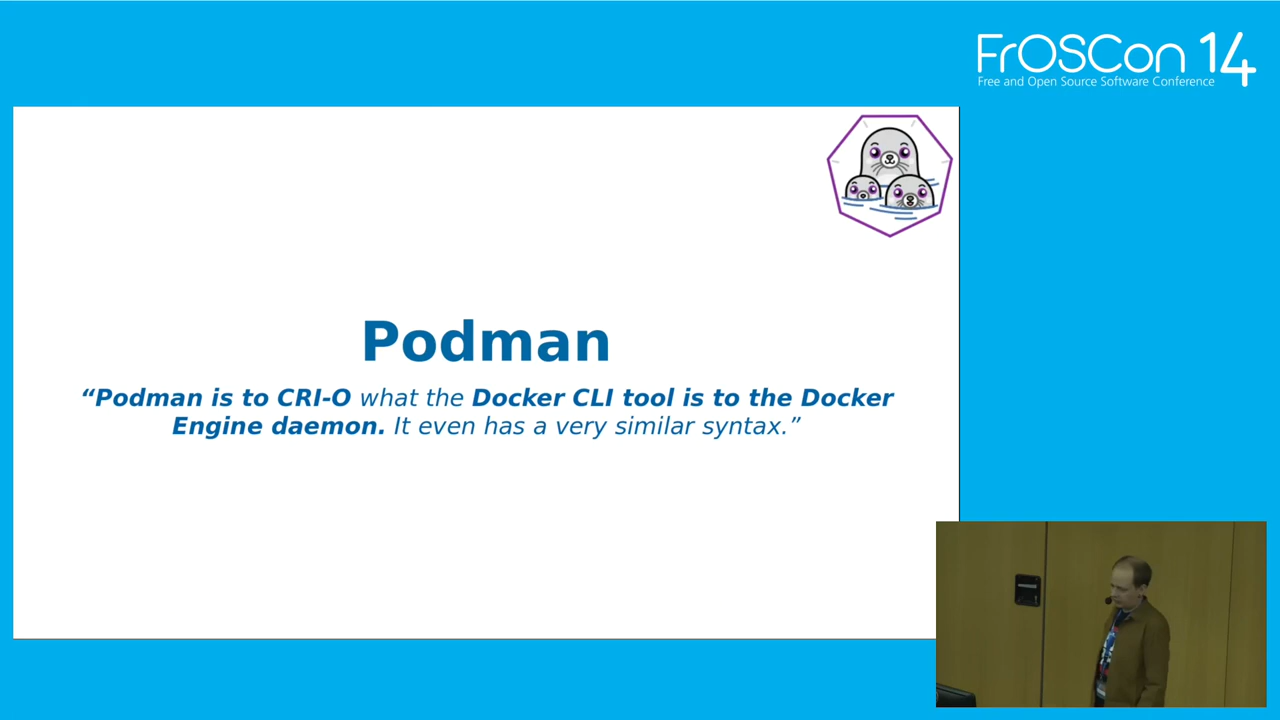 FrOSCon 14
Free and Open Source Software Conference
Podman
“Podman is to CRI-O what the Docker CLI tool is to the Docker
Engine daemon. It even has a very similar syntax.”